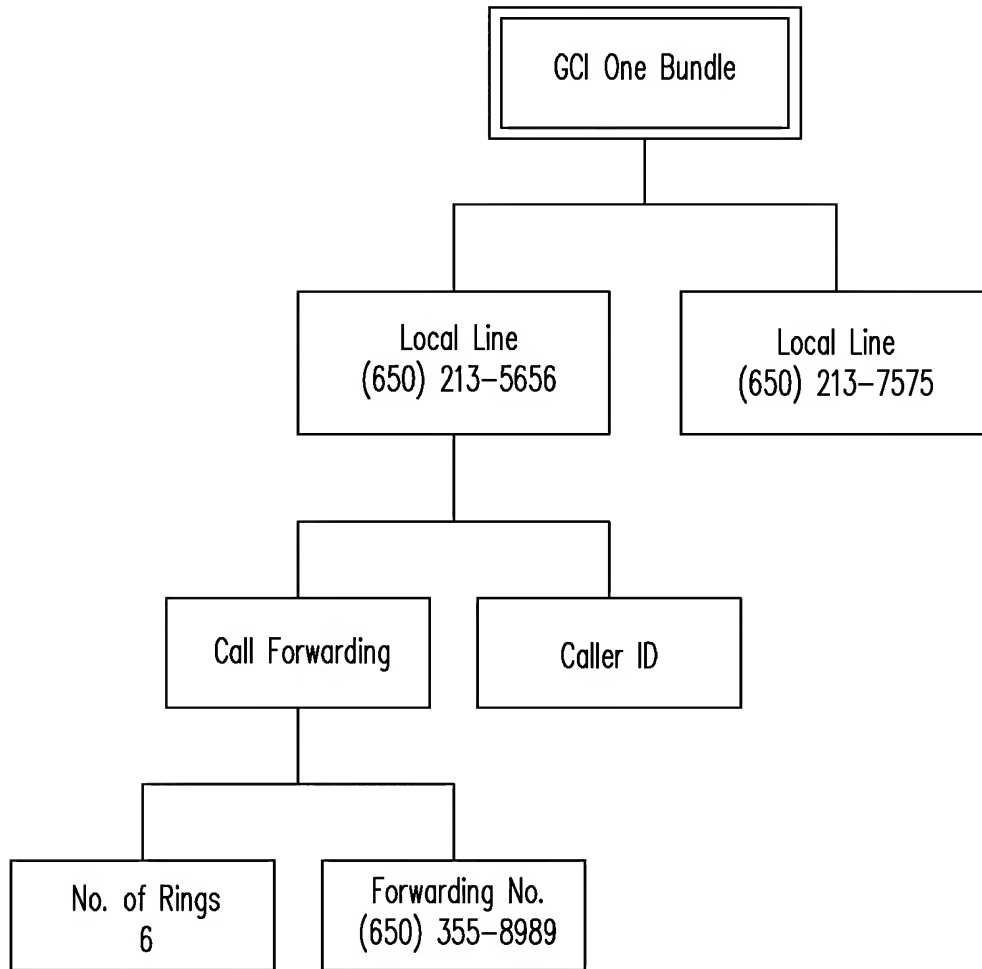 GCI One Bundle
Local Line
(650) 213-5656
Local Line
(650) 213-7575
Call Forwarding
Caller ID
No. of Rings
6
Forwarding No.
(650) 355-8989